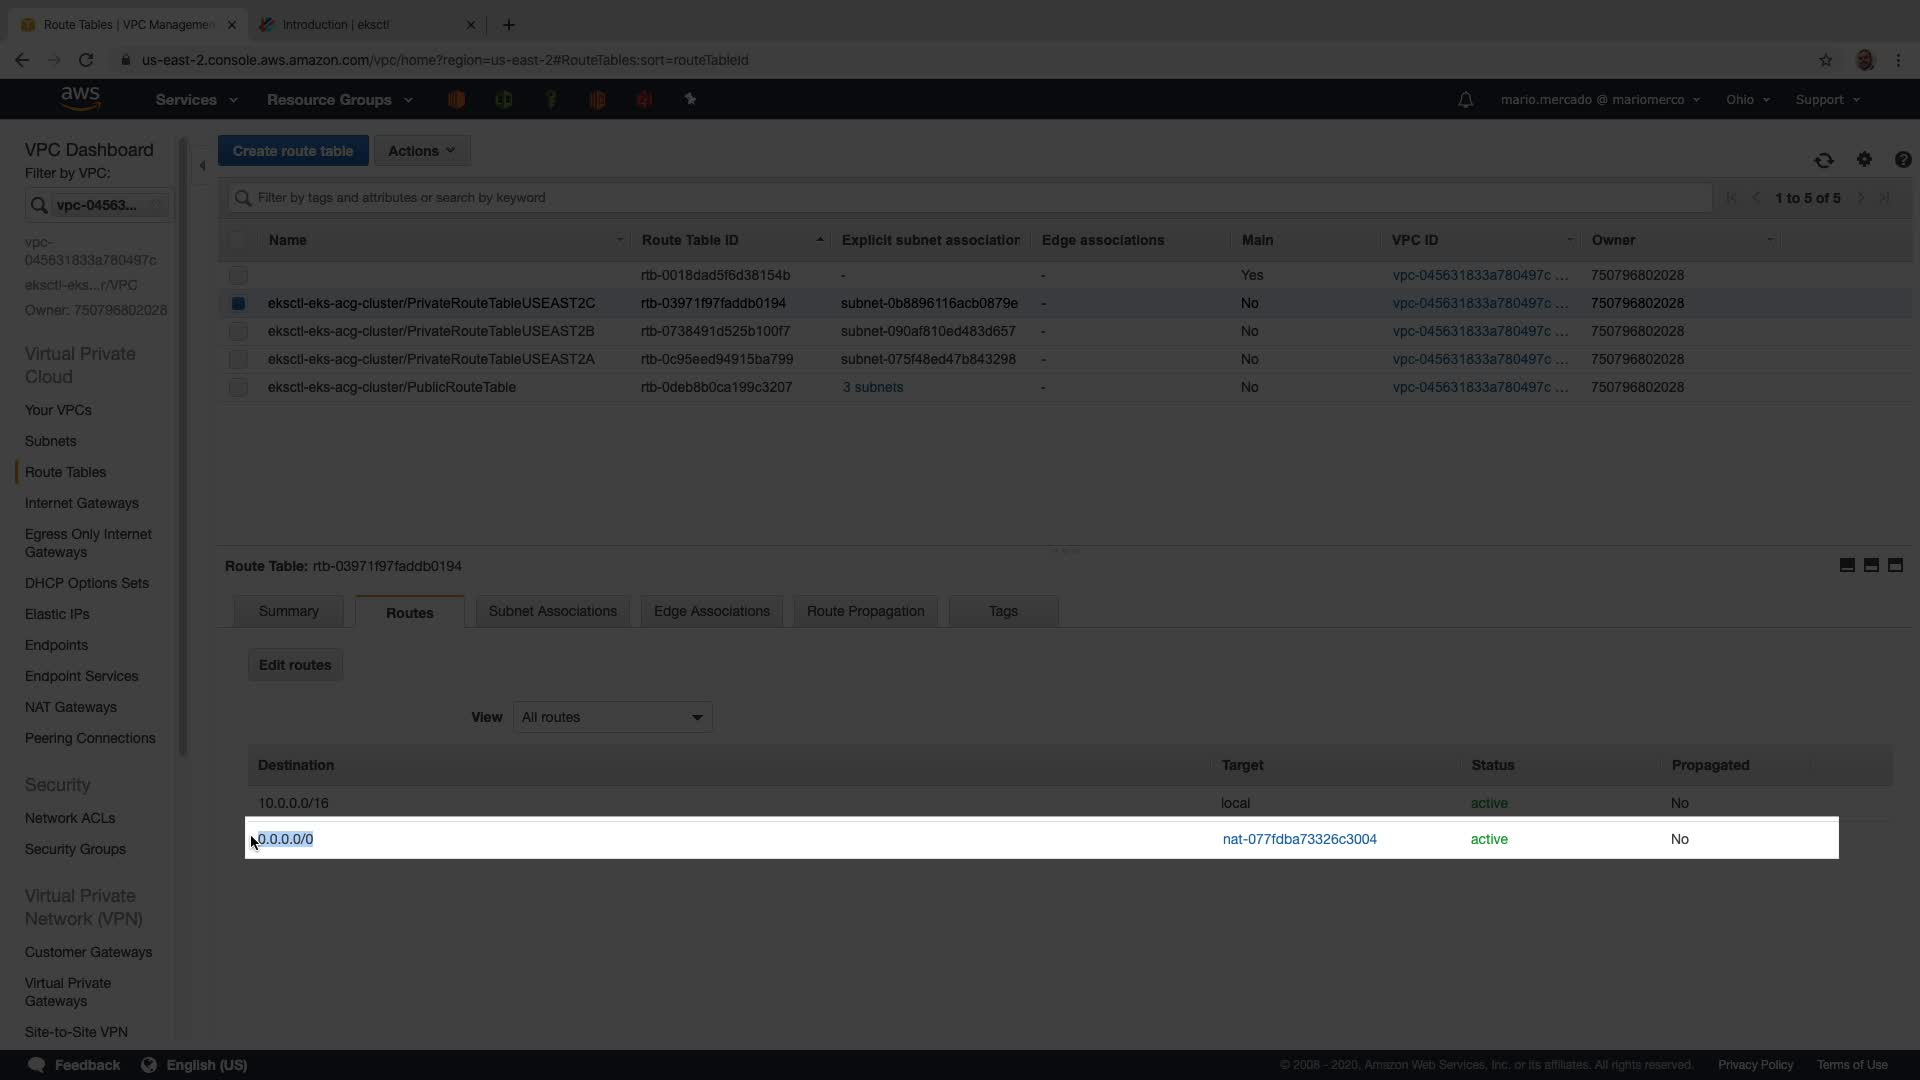 Route Tables | VPC Managemen
Introduction | eksctl
us-east-2.console.aws.amazon.com/vpc/home?region=us-east-2#RouteTables:sort=routeTableId
aws
Services
Resource Groups
mario.mercado @ mariomerco
Ohio
Support
VPC Dashboard
Filter by VPC:
vpc-04563...
vpc-
045631833a780497c
eksctl-eks...r/VPC
Owner: 750796802028
Virtual Private
Cloud
Your VPCs
Subnets
Route Tables
Internet Gateways
Egress Only Internet
Gateways
DHCP Options Sets
Elastic IPs
Endpoints
Endpoint Services
NAT Gateways
Peering Connections
Security
Network ACLs
Security Groups
Virtual Private
Network (VPN)
Customer Gateways
Virtual Private
Gateways
Site-to-Site VPN
Create route table
Actions
Filter by tags and attributes or search by keyword
1 to 5 of 5
Name Route Table ID Explicit subnet association Edge associations Main VPC ID Owner
rtb-0018dad5f6d38154b - - Yes vpc-045631833a780497c ... 750796802028
eksctl-eks-acg-cluster/PrivateRouteTableUSEAST2C rtb-03971f97faddb0194 subnet-0b8896116acb0879e - No vpc-045631833a780497c ... 750796802028
eksctl-eks-acg-cluster/PrivateRouteTableUSEAST2B rtb-0738491d525b100f7 subnet-090af810ed483d657 - No vpc-045631833a780497c ... 750796802028
eksctl-eks-acg-cluster/PrivateRouteTableUSEAST2A rtb-0c95eed94915ba799 subnet-075f48ed47b843298 - No vpc-045631833a780497c ... 750796802028
eksctl-eks-acg-cluster/PublicRouteTable rtb-0deb8b0ca199c3207 3 subnets - No vpc-045631833a780497c ... 750796802028
Route Table: rtb-03971f97faddb0194
Summary
Routes
Subnet Associations
Edge Associations
Route Propagation
Tags
Edit routes
View All routes
Destination Target Status Propagated
10.0.0.0/16 local active No
0.0.0.0/0 nat-077fdba73326c3004 active No
Feedback
English (US)
© 2008 - 2020, Amazon Web Services, Inc. or its affiliates. All rights reserved.
Privacy Policy
Terms of Use